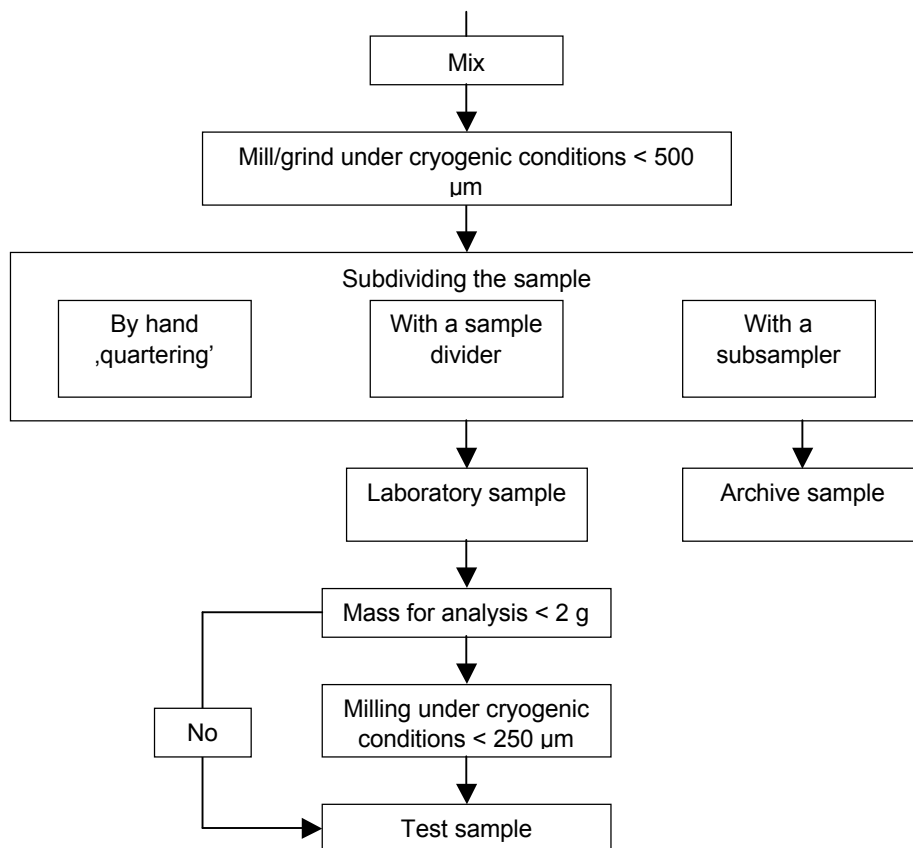 Mix
Mill/grind under cryogenic conditions < 500
µm
Subdividing the sample
By hand
‚quartering’
With a sample
divider
With a
subsampler
Laboratory sample
Archive sample
Mass for analysis < 2 g
Milling under cryogenic
conditions < 250 µm
No
Test sample